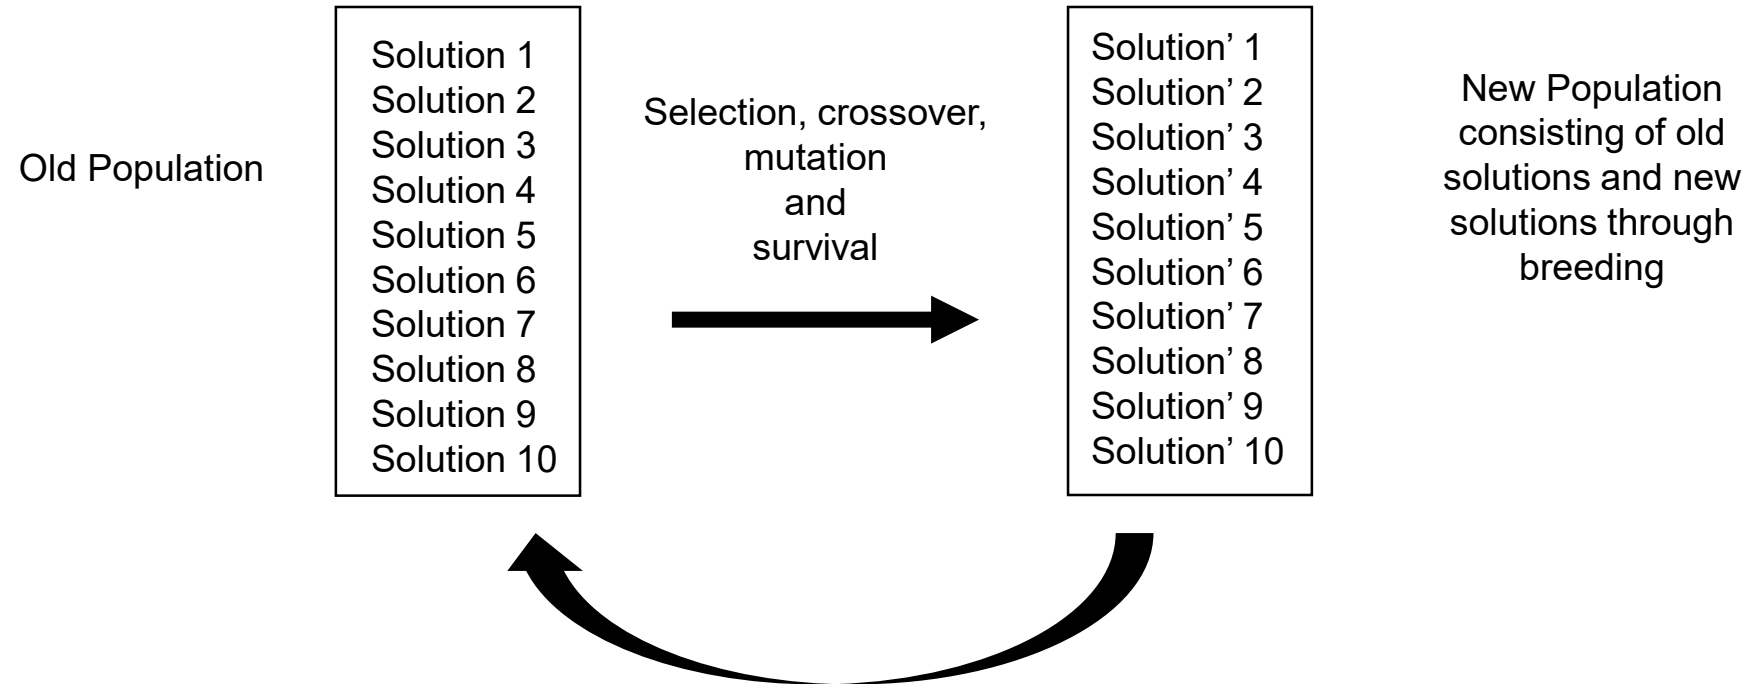 Old Population
Solution 1
Solution 2
Solution 3
Solution 4
Solution 5
Solution 6
Solution 7
Solution 8
Solution 9
Solution 10
Selection, crossover,
mutation
and
survival
Solution’ 1
Solution’ 2
Solution’ 3
Solution’ 4
Solution’ 5
Solution’ 6
Solution’ 7
Solution’ 8
Solution’ 9
Solution’ 10
New Population
consisting of old
solutions and new
solutions through
breeding